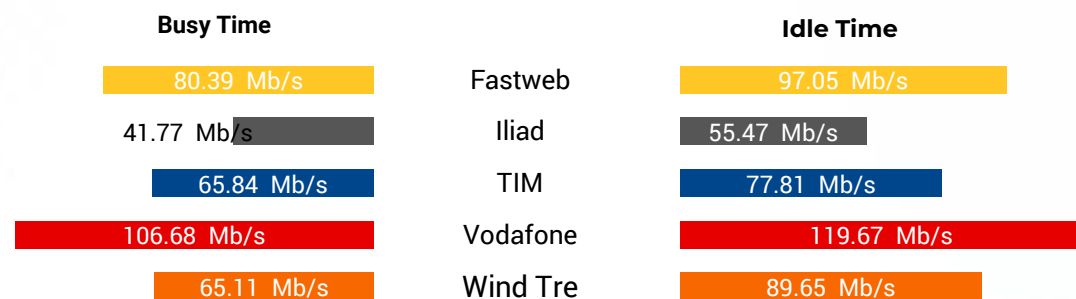 Busy Time Idle Time
80.39 Mb/s Fastweb 97.05 Mb/s
41.77 Mb/s Iliad 55.47 Mb/s
65.84 Mb/s TIM 77.81 Mb/s
106.68 Mb/s Vodafone 119.67 Mb/s
65.11 Mb/s Wind Tre 89.65 Mb/s